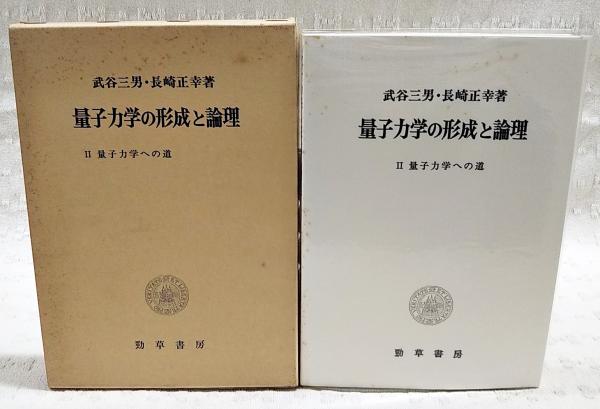 武谷三男・長崎正幸著
量子力学の形成と論理
II 量子力学への道
勁草書房
武谷三男・長崎正幸著
量子力学の形成と論理
II 量子力学への道
勁草書房